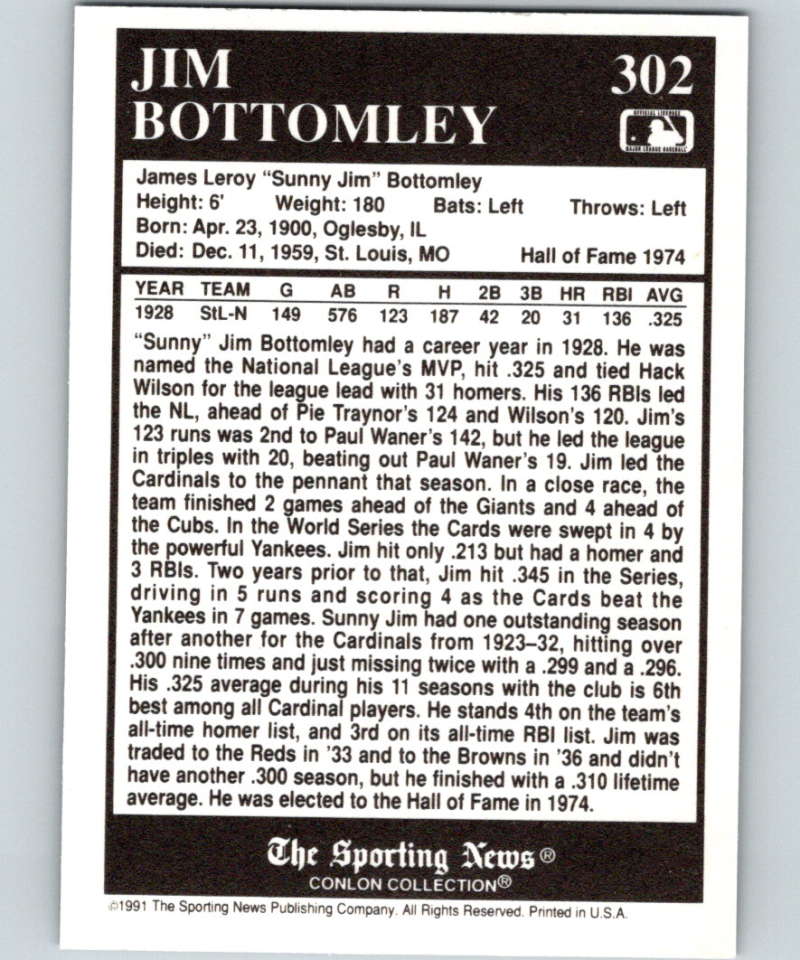 JIM
BOTTOMLEY
302
OFFICIAL LICENSEE
MAJOR LEAGUE BASEBALL
James Leroy “Sunny Jim” Bottomley
Height: 6' Weight: 180 Bats: Left Throws: Left
Born: Apr. 23, 1900, Oglesby, IL
Died: Dec. 11, 1959, St. Louis, MO Hall of Fame 1974
YEAR TEAM G AB R H 2B 3B HR RBI AVG
1928 StL-N 149 576 123 187 42 20 31 136 .325
“Sunny” Jim Bottomley had a career year in 1928. He was
named the National League’s MVP, hit .325 and tied Hack
Wilson for the league lead with 31 homers. His 136 RBIs led
the NL, ahead of Pie Traynor’s 124 and Wilson’s 120. Jim’s
123 runs was 2nd to Paul Waner’s 142, but he led the league
in triples with 20, beating out Paul Waner’s 19. Jim led the
Cardinals to the pennant that season. In a close race, the
team finished 2 games ahead of the Giants and 4 ahead of
the Cubs. In the World Series the Cards were swept in 4 by
the powerful Yankees. Jim hit only .213 but had a homer and
3 RBIs. Two years prior to that, Jim hit .345 in the Series,
driving in 5 runs and scoring 4 as the Cards beat the
Yankees in 7 games. Sunny Jim had one outstanding season
after another for the Cardinals from 1923–32, hitting over
.300 nine times and just missing twice with a .299 and a .296.
His .325 average during his 11 seasons with the club is 6th
best among all Cardinal players. He stands 4th on the team’s
all-time homer list, and 3rd on its all-time RBI list. Jim was
traded to the Reds in ’33 and to the Browns in ’36 and didn’t
have another .300 season, but he finished with a .310 lifetime
average. He was elected to the Hall of Fame in 1974.
The Sporting News®
CONLON COLLECTION®
©1991 The Sporting News Publishing Company. All Rights Reserved. Printed in U.S.A.